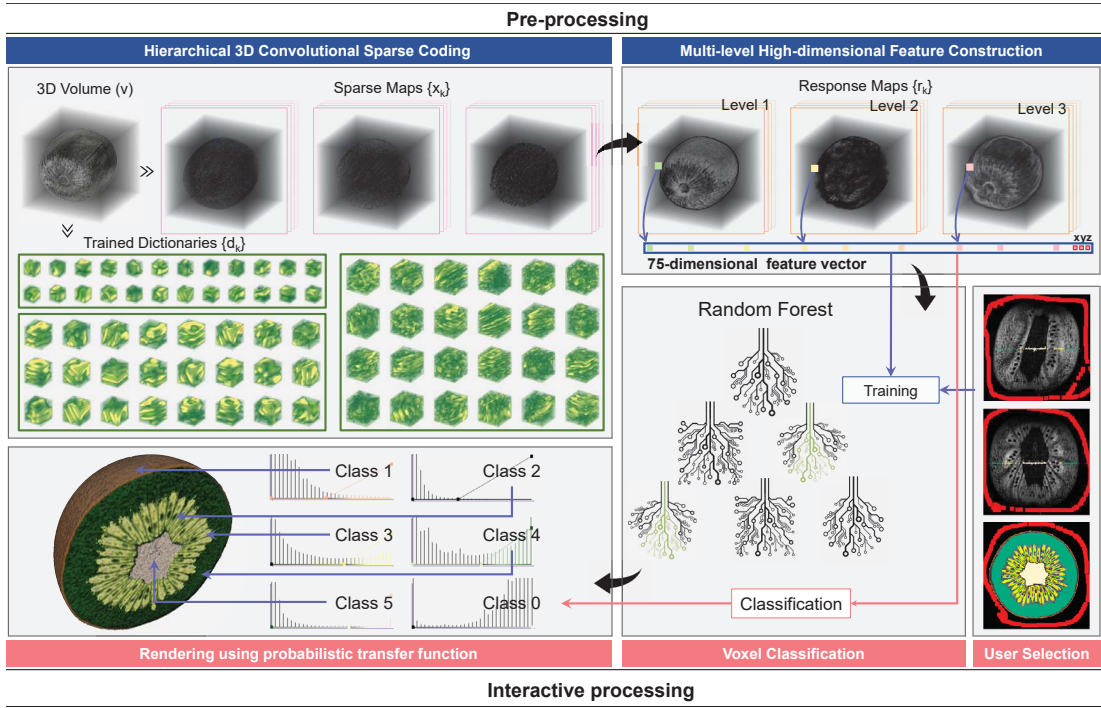 Pre-processing
Hierarchical 3D Convolutional Sparse Coding
Multi-level High-dimensional Feature Construction
3D Volume (v)
Sparse Maps {xk}
Response Maps {rk}
Level 1
Level 2
Level 3
Trained Dictionaries {dk}
xyz
75-dimensional feature vector
Random Forest
Training
Class 1
Class 2
Class 3
Class 4
Class 5
Class 0
Classification
Rendering using probabilistic transfer function
Voxel Classification
User Selection
Interactive processing